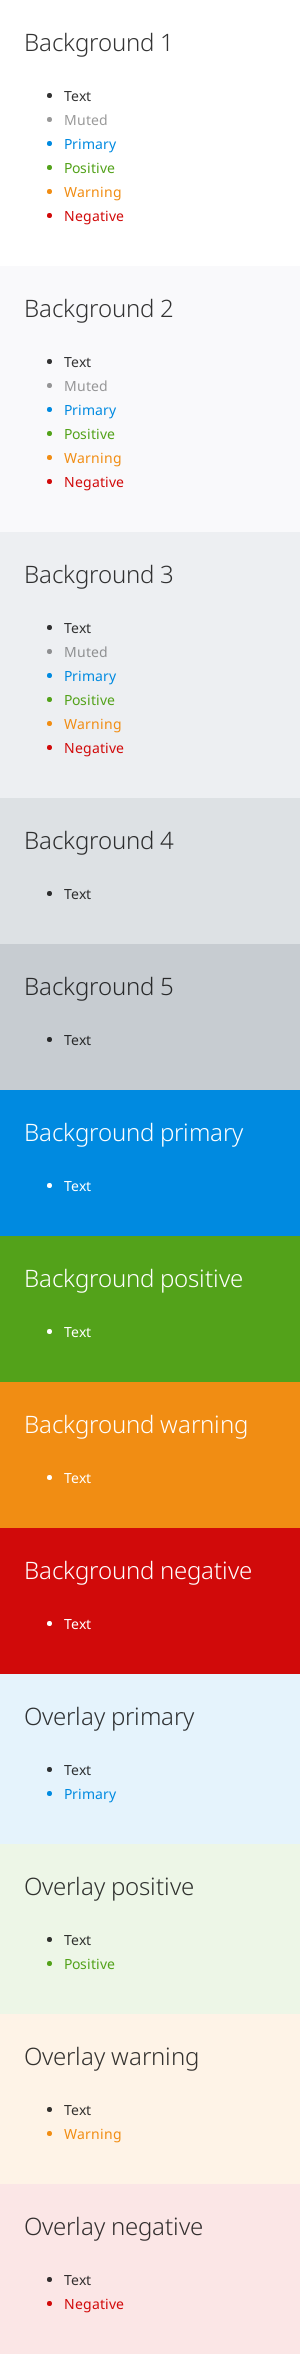 Background 1
Text
Muted
Primary
Positive
Warning
Negative
Background 2
Text
Muted
Primary
Positive
Warning
Negative
Background 3
Text
Muted
Primary
Positive
Warning
Negative
Background 4
Text
Background 5
Text
Background primary
Text
Background positive
Text
Background warning
Text
Background negative
Text
Overlay primary
Text
Primary
Overlay positive
Text
Positive
Overlay warning
Text
Warning
Overlay negative
Text
Negative